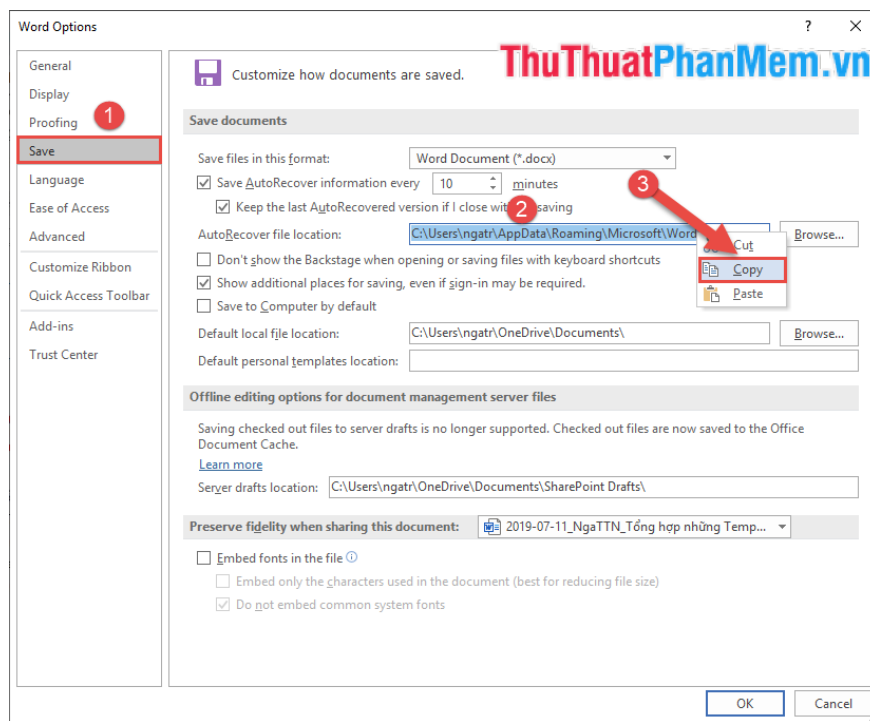 Word Options
?
ThuThuatPhanMem.vn
General
Display
Proofing
1
Save
Language
Ease of Access
Advanced
Customize Ribbon
Quick Access Toolbar
Add-ins
Trust Center
Customize how documents are saved.
Save documents
Save files in this format: Word Document (*.docx)
Save AutoRecover information every 10 minutes
3
Keep the last AutoRecovered version if I close saving
2
AutoRecover file location: C:\Users\ngatr\AppData\Roaming\Microsoft\Word Browse...
Cut
Copy
Paste
Don't show the Backstage when opening or saving files with keyboard shortcuts
Show additional places for saving, even if sign-in may be required.
Save to Computer by default
Default local file location: C:\Users\ngatr\OneDrive\Documents\ Browse...
Default personal templates location:
Offline editing options for document management server files
Saving checked out files to server drafts is no longer supported. Checked out files are now saved to the Office
Document Cache.
Learn more
Server drafts location: C:\Users\ngatr\OneDrive\Documents\SharePoint Drafts\
Preserve fidelity when sharing this document: 2019-07-11_NgaTTN_Tổng hợp những Temp...
Embed fonts in the file
Embed only the characters used in the document (best for reducing file size)
Do not embed common system fonts
OK
Cancel